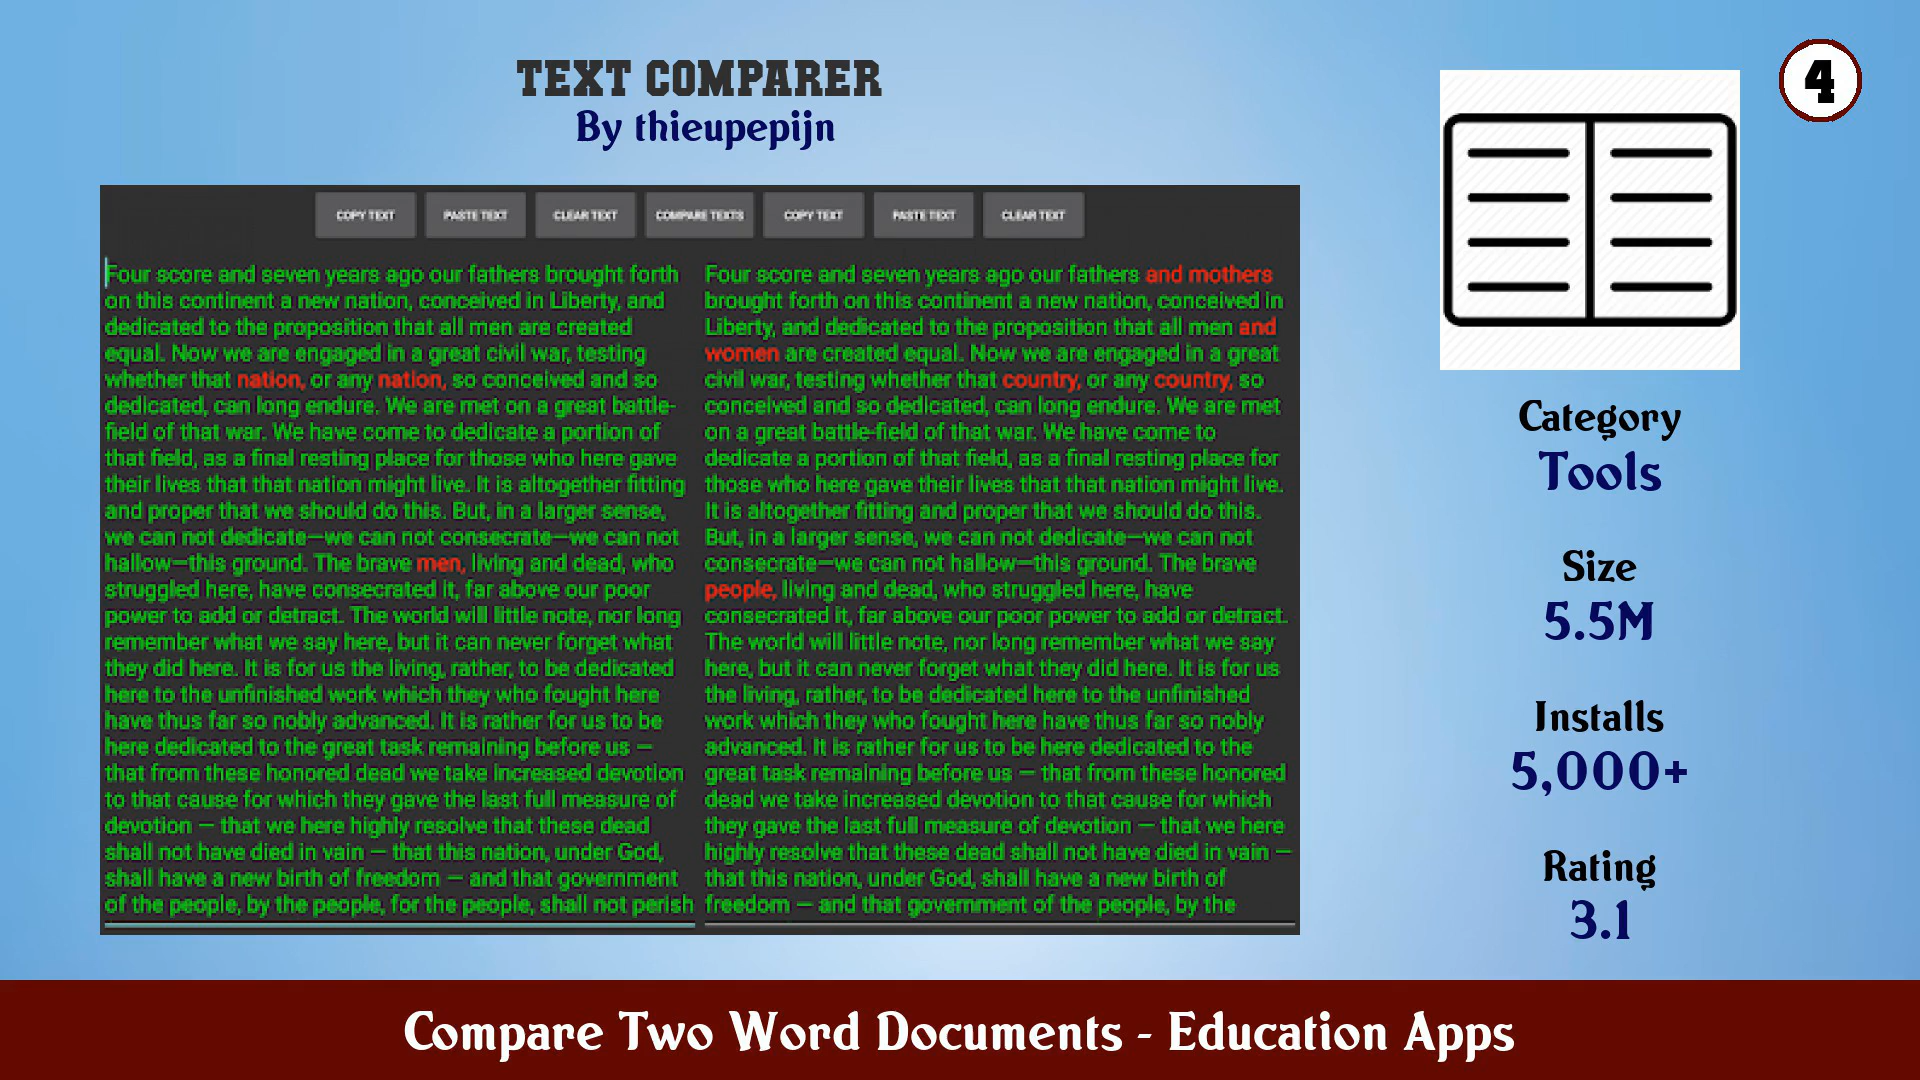 TEXT COMPARER
By thieupepijn
4
COPY TEXT PASTE TEXT CLEAR TEXT COMPARE TEXTS COPY TEXT PASTE TEXT CLEAR TEXT
Four score and seven years ago our fathers brought forth
on this continent a new nation, conceived in Liberty, and
dedicated to the proposition that all men are created
equal. Now we are engaged in a great civil war, testing
whether that nation, or any nation, so conceived and so
dedicated, can long endure. We are met on a great battle-
field of that war. We have come to dedicate a portion of
that field, as a final resting place for those who here gave
their lives that that nation might live. It is altogether fitting
and proper that we should do this. But, in a larger sense,
we can not dedicate—we can not consecrate—we can not
hallow—this ground. The brave men, living and dead, who
struggled here, have consecrated it, far above our poor
power to add or detract. The world will little note, nor long
remember what we say here, but it can never forget what
they did here. It is for us the living, rather, to be dedicated
here to the unfinished work which they who fought here
have thus far so nobly advanced. It is rather for us to be
here dedicated to the great task remaining before us —
that from these honored dead we take increased devotion
to that cause for which they gave the last full measure of
devotion — that we here highly resolve that these dead
shall not have died in vain — that this nation, under God,
shall have a new birth of freedom — and that government
of the people, by the people, for the people, shall not perish
Four score and seven years ago our fathers and mothers
brought forth on this continent a new nation, conceived in
Liberty, and dedicated to the proposition that all men and
women are created equal. Now we are engaged in a great
civil war, testing whether that country, or any country, so
conceived and so dedicated, can long endure. We are met
on a great battle-field of that war. We have come to
dedicate a portion of that field, as a final resting place for
those who here gave their lives that that nation might live.
It is altogether fitting and proper that we should do this.
But, in a larger sense, we can not dedicate—we can not
consecrate—we can not hallow—this ground. The brave
people, living and dead, who struggled here, have
consecrated it, far above our poor power to add or detract.
The world will little note, nor long remember what we say
here, but it can never forget what they did here. It is for us
the living, rather, to be dedicated here to the unfinished
work which they who fought here have thus far so nobly
advanced. It is rather for us to be here dedicated to the
great task remaining before us — that from these honored
dead we take increased devotion to that cause for which
they gave the last full measure of devotion — that we here
highly resolve that these dead shall not have died in vain —
that this nation, under God, shall have a new birth of
freedom — and that government of the people, by the
Category
Tools
Size
5.5M
Installs
5,000+
Rating
3.1
Compare Two Word Documents - Education Apps